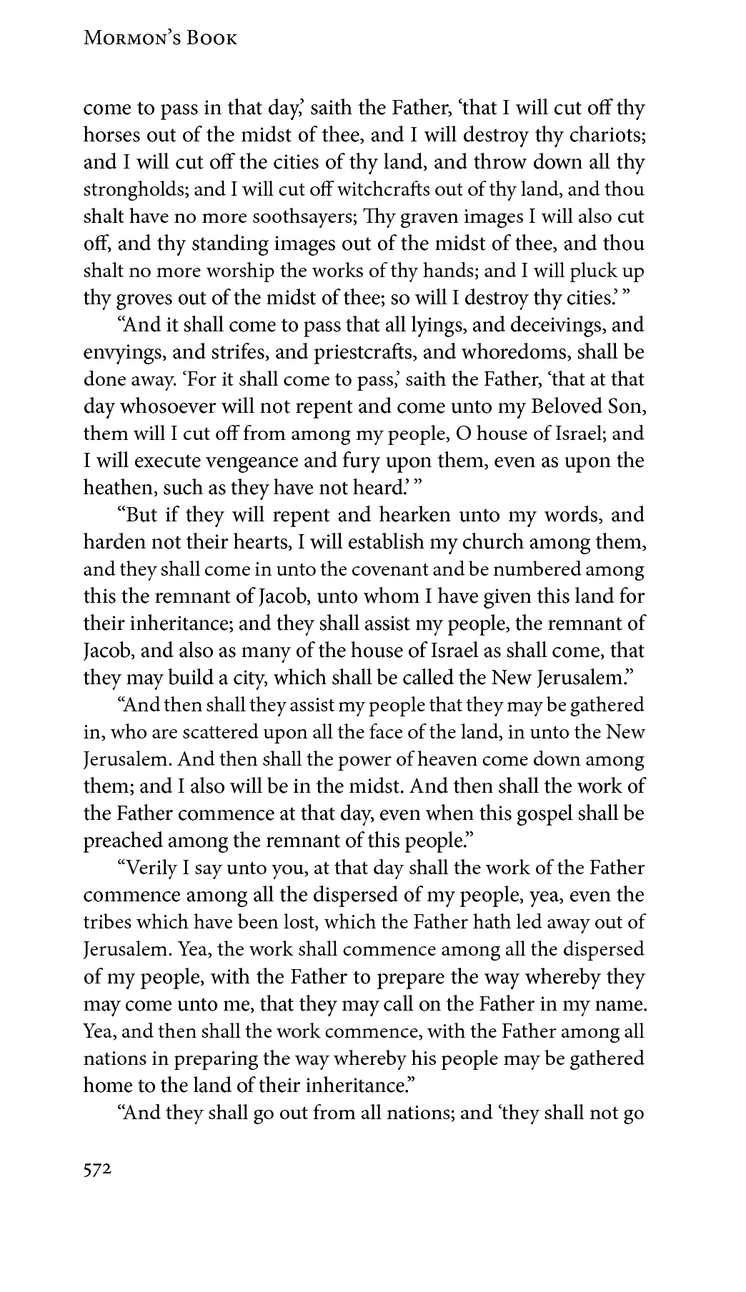 Mormon’s Book
come to pass in that day,’ saith the Father, ‘that I will cut off thy
horses out of the midst of thee, and I will destroy thy chariots;
and I will cut off the cities of thy land, and throw down all thy
strongholds; and I will cut off witchcrafts out of thy land, and thou
shalt have no more soothsayers; Thy graven images I will also cut
off, and thy standing images out of the midst of thee, and thou
shalt no more worship the works of thy hands; and I will pluck up
thy groves out of the midst of thee; so will I destroy thy cities.’ ”
“And it shall come to pass that all lyings, and deceivings, and
envyings, and strifes, and priestcrafts, and whoredoms, shall be
done away. ‘For it shall come to pass,’ saith the Father, ‘that at that
day whosoever will not repent and come unto my Beloved Son,
them will I cut off from among my people, O house of Israel; and
I will execute vengeance and fury upon them, even as upon the
heathen, such as they have not heard.’ ”
“But if they will repent and hearken unto my words, and
harden not their hearts, I will establish my church among them,
and they shall come in unto the covenant and be numbered among
this the remnant of Jacob, unto whom I have given this land for
their inheritance; and they shall assist my people, the remnant of
Jacob, and also as many of the house of Israel as shall come, that
they may build a city, which shall be called the New Jerusalem.”
“And then shall they assist my people that they may be gathered
in, who are scattered upon all the face of the land, in unto the New
Jerusalem. And then shall the power of heaven come down among
them; and I also will be in the midst. And then shall the work of
the Father commence at that day, even when this gospel shall be
preached among the remnant of this people.”
“Verily I say unto you, at that day shall the work of the Father
commence among all the dispersed of my people, yea, even the
tribes which have been lost, which the Father hath led away out of
Jerusalem. Yea, the work shall commence among all the dispersed
of my people, with the Father to prepare the way whereby they
may come unto me, that they may call on the Father in my name.
Yea, and then shall the work commence, with the Father among all
nations in preparing the way whereby his people may be gathered
home to the land of their inheritance.”
“And they shall go out from all nations; and ‘they shall not go
572